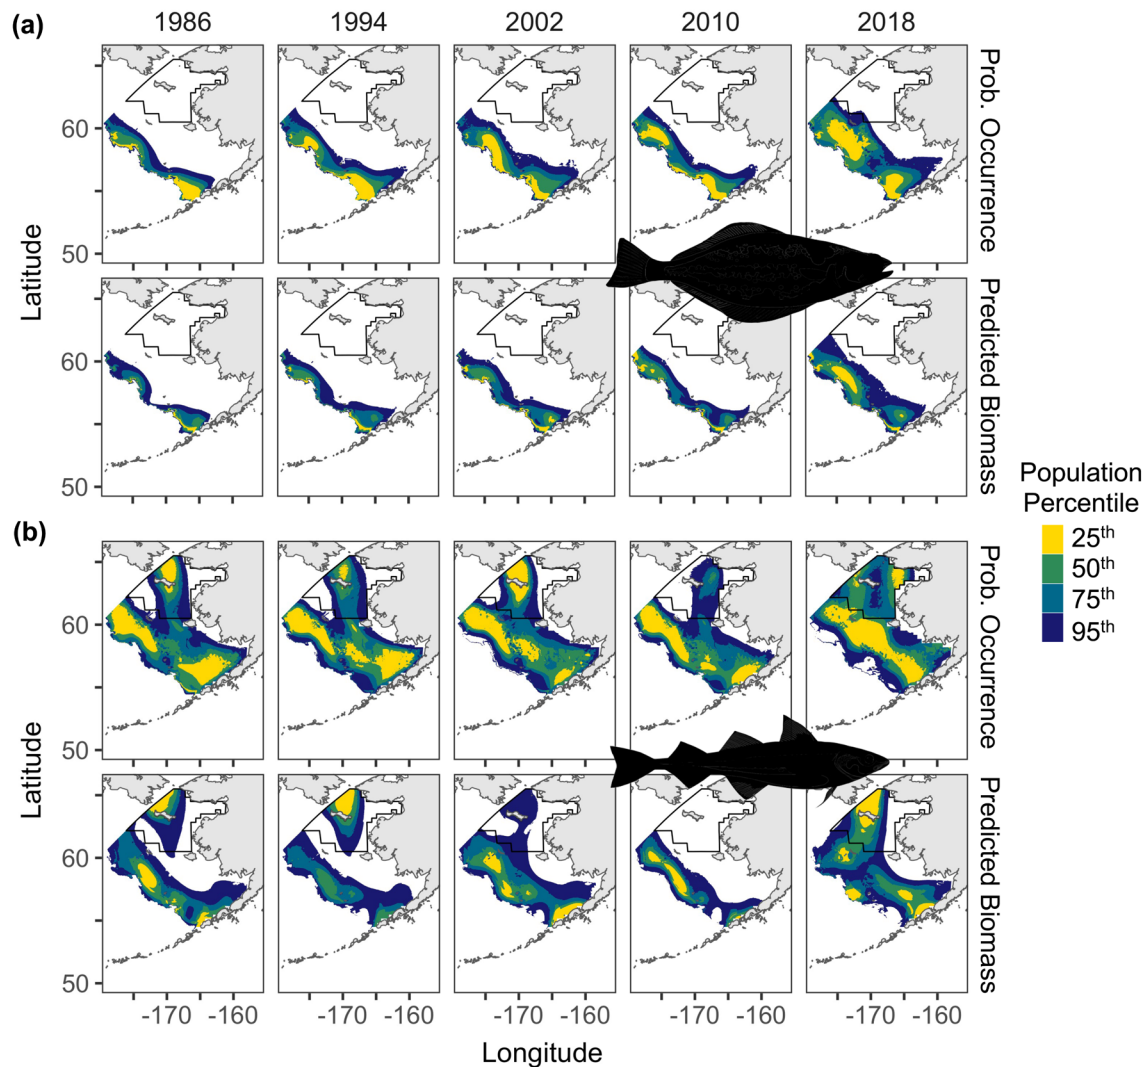 (a)
1986 1994 2002 2010 2018
Latitude
60
50
Prob. Occurrence
60
50
Predicted Biomass
Population
Percentile
25th
50th
75th
95th
(b)
Latitude
60
50
Prob. Occurrence
60
50
Predicted Biomass
-170 -160 -170 -160 -170 -160 -170 -160 -170 -160
Longitude